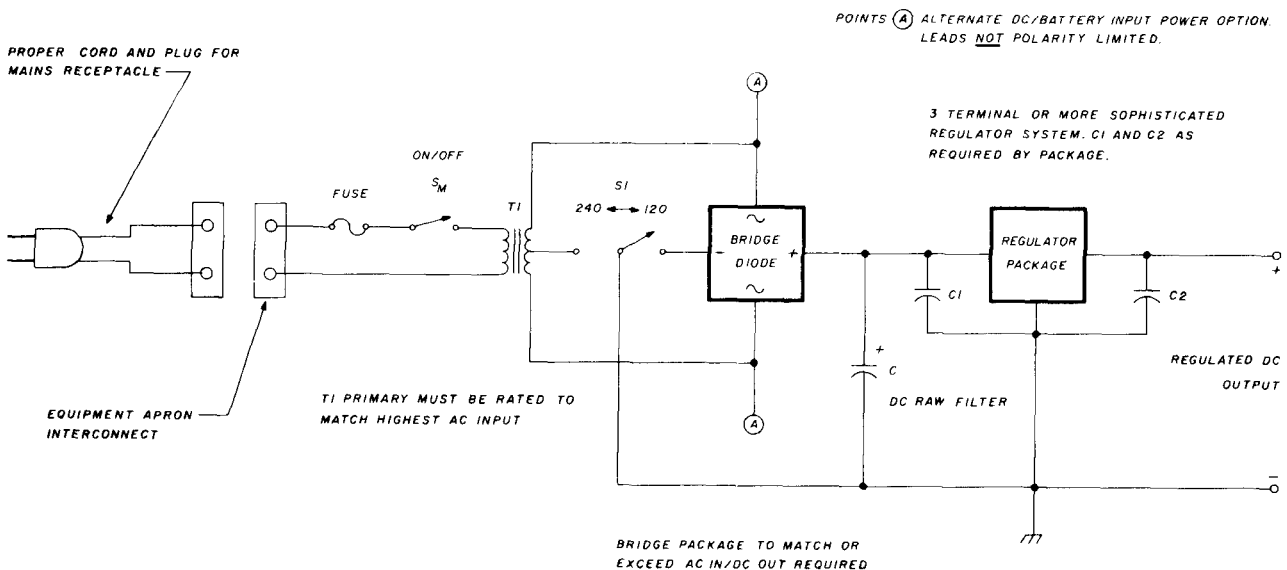 POINTS (A) ALTERNATE DC/BATTERY INPUT POWER OPTION.
LEADS NOT POLARITY LIMITED.
PROPER CORD AND PLUG FOR
MAINS RECEPTACLE
A
3 TERMINAL OR MORE SOPHISTICATED
REGULATOR SYSTEM. C1 AND C2 AS
REQUIRED BY PACKAGE.
ON/OFF
SM
FUSE
T1
S1
240 120
~
BRIDGE
DIODE
- +
~
REGULATOR
PACKAGE
C1
C2
+
+
C
DC RAW FILTER
REGULATED DC
OUTPUT
T1 PRIMARY MUST BE RATED TO
MATCH HIGHEST AC INPUT
EQUIPMENT APRON
INTERCONNECT
A
-
BRIDGE PACKAGE TO MATCH OR
EXCEED AC IN/DC OUT REQUIRED